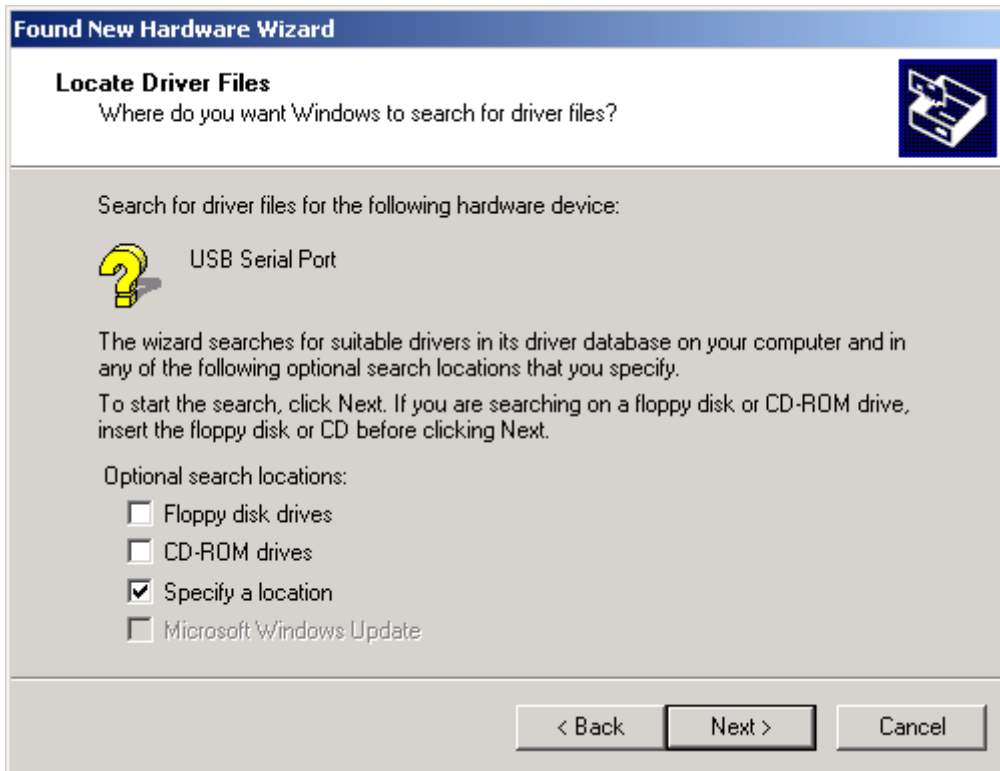 Found New Hardware Wizard
Locate Driver Files
Where do you want Windows to search for driver files?
Search for driver files for the following hardware device:
USB Serial Port
The wizard searches for suitable drivers in its driver database on your computer and in
any of the following optional search locations that you specify.
To start the search, click Next. If you are searching on a floppy disk or CD-ROM drive,
insert the floppy disk or CD before clicking Next.
Optional search locations:
Floppy disk drives
CD-ROM drives
Specify a location
Microsoft Windows Update
< Back Next > Cancel